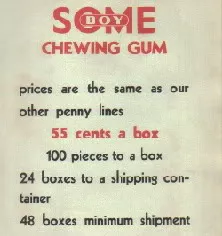 SOME
BOY
CHEWING GUM
prices are the same as our
other penny lines
55 cents a box
100 pieces to a box
24 boxes to a shipping con-
tainer
48 boxes minimum shipment